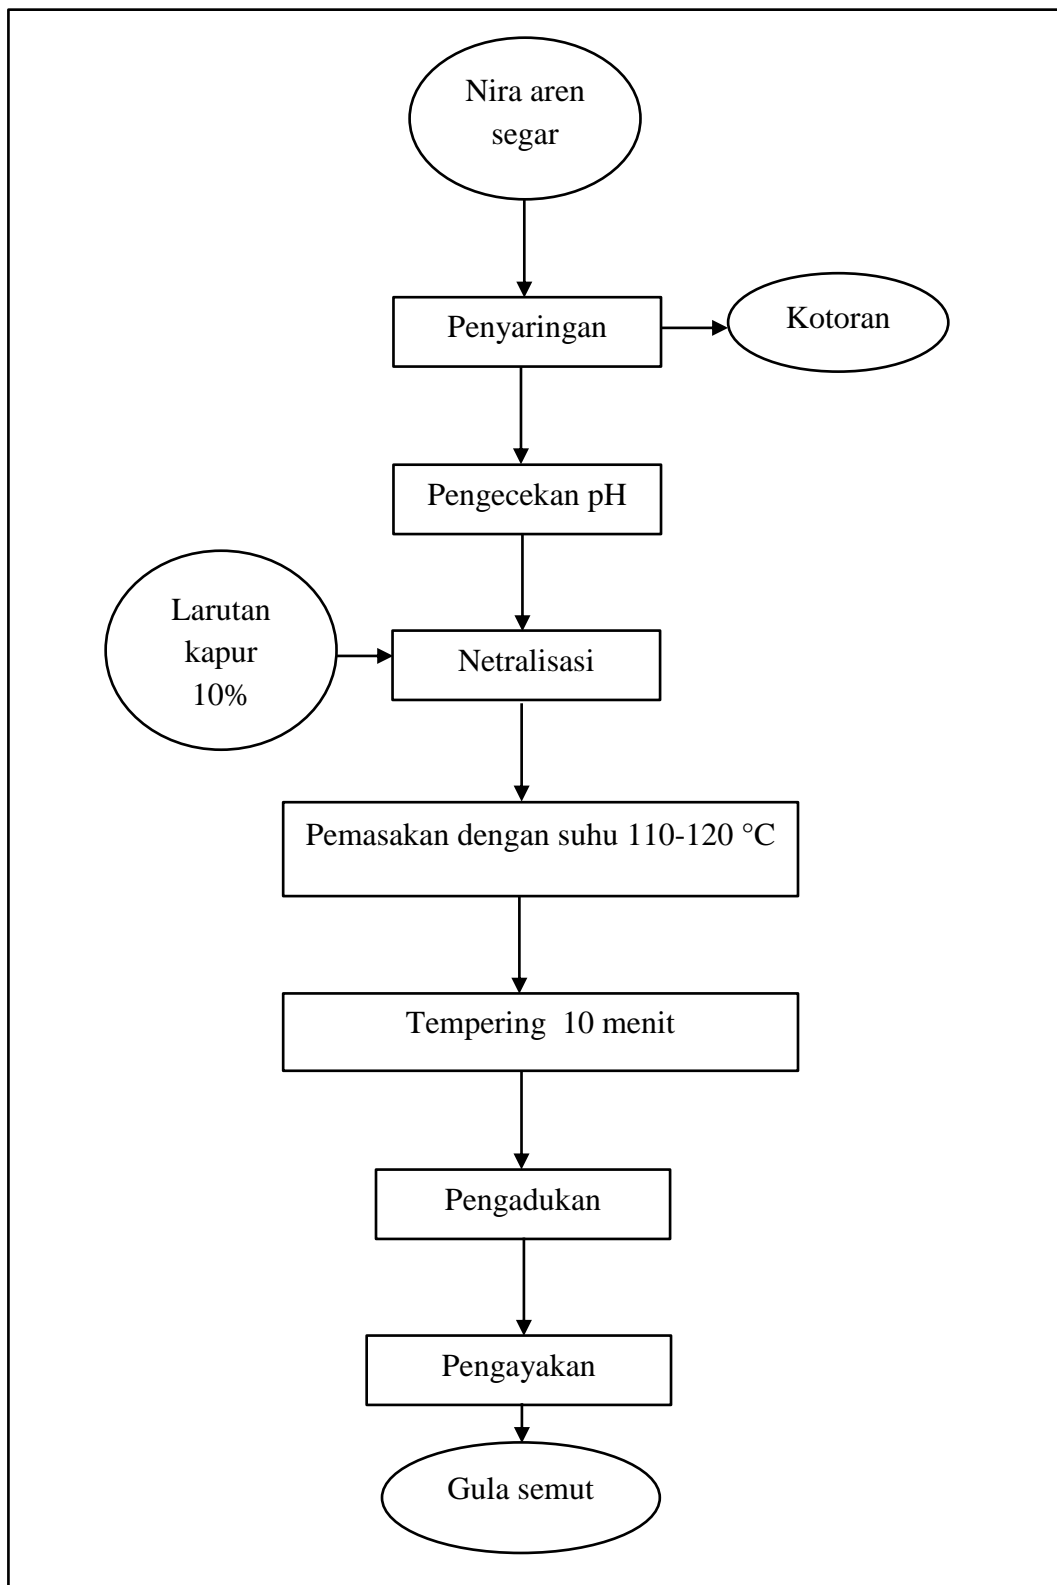 Nira aren
segar
Penyaringan
Kotoran
Pengecekan pH
Larutan
kapur
10%
Netralisasi
Pemasakan dengan suhu 110-120 °C
Tempering  10 menit
Pengadukan
Pengayakan
Gula semut